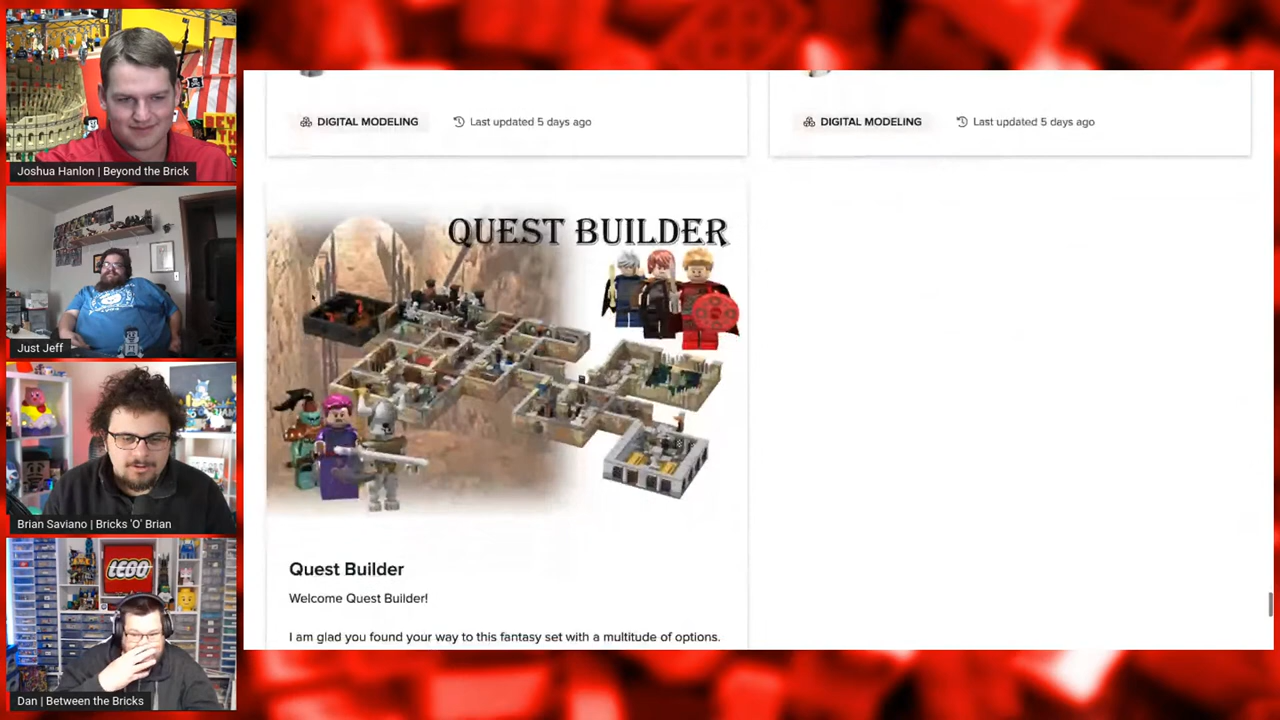 Joshua Hanlon | Beyond the Brick
Just Jeff
Brian Saviano | Bricks 'O' Brian
LEGO
Dan | Between the Bricks
DIGITAL MODELING
Last updated 5 days ago
DIGITAL MODELING
Last updated 5 days ago
QUEST BUILDER
Quest Builder
Welcome Quest Builder!
I am glad you found your way to this fantasy set with a multitude of options.